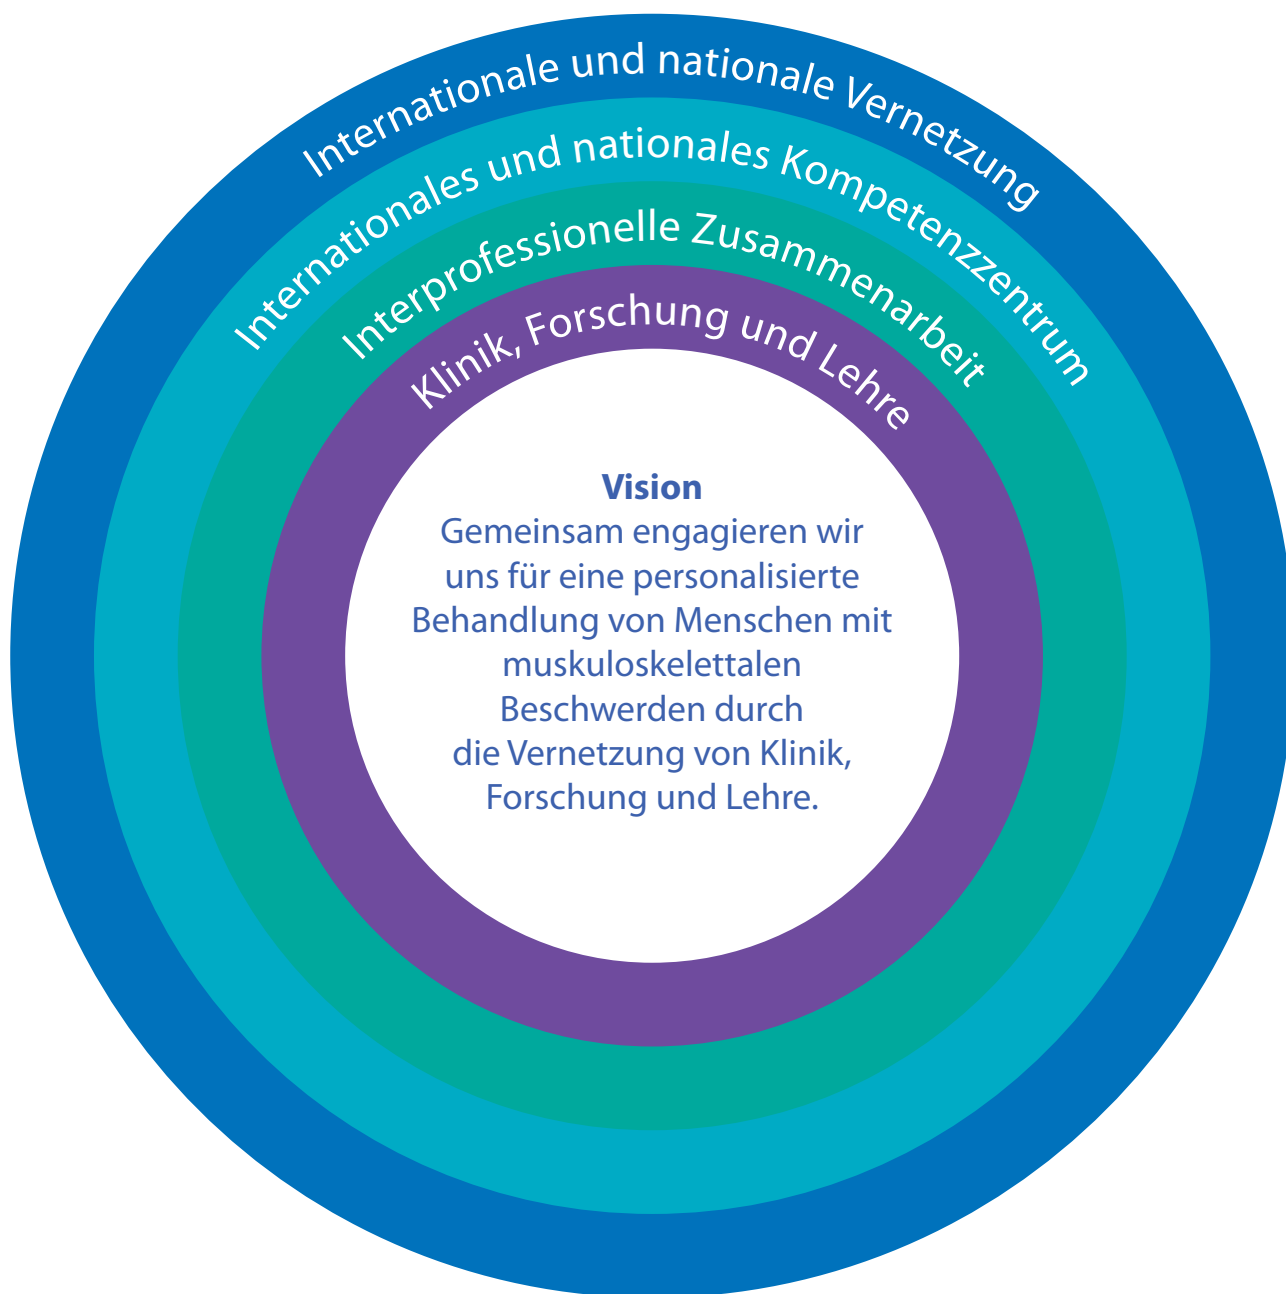 Internationale und nationale Vernetzung
Internationales und nationales Kompetenzzentrum
Interprofessionelle Zusammenarbeit
Klinik, Forschung und Lehre
Vision
Gemeinsam engagieren wir
uns für eine personalisierte
Behandlung von Menschen mit
muskuloskelettalen
Beschwerden durch
die Vernetzung von Klinik,
Forschung und Lehre.